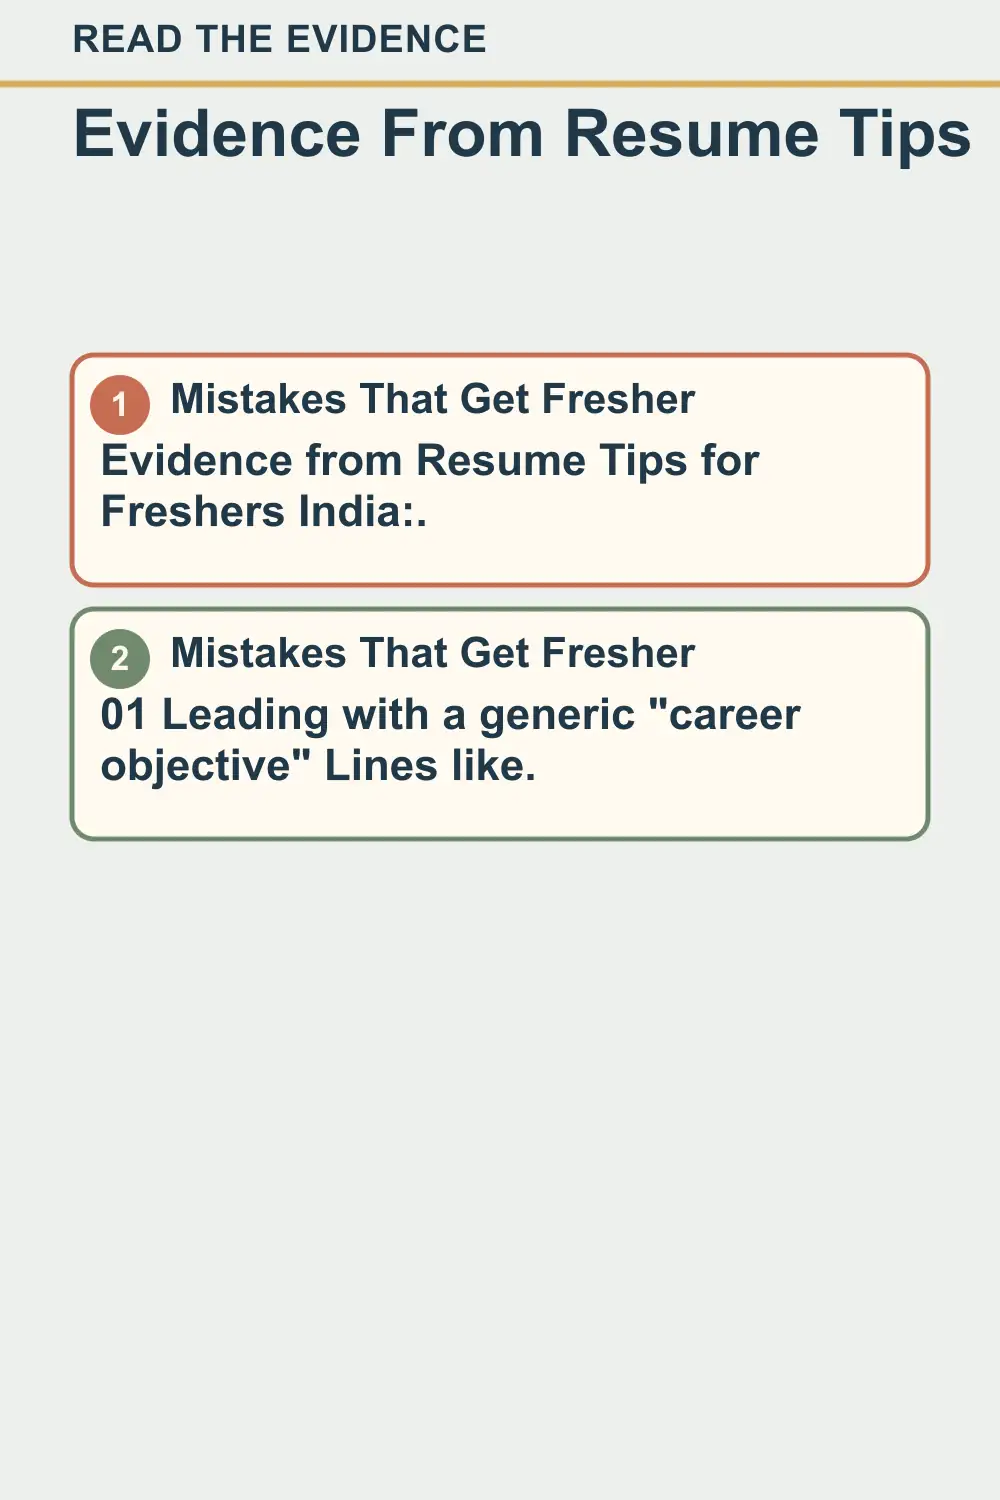 READ THE EVIDENCE
Evidence From Resume Tips
1 Mistakes That Get Fresher
Evidence from Resume Tips for
Freshers India:.
2 Mistakes That Get Fresher
01 Leading with a generic "career
objective" Lines like.